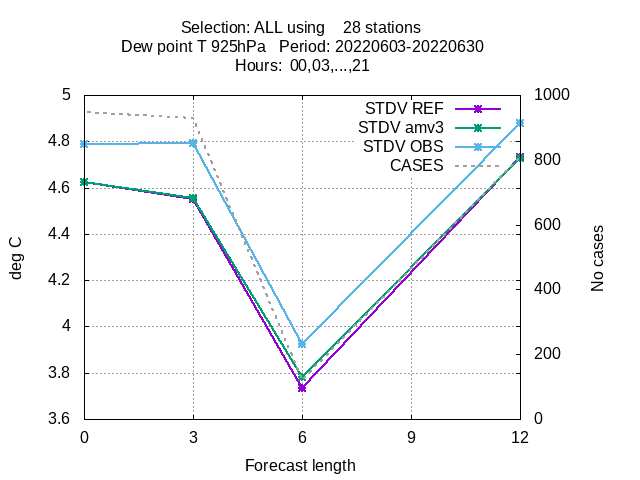 Selection: ALL using    28 stations
Dew point T 925hPa   Period: 20220603-20220630
Hours:  00,03,...,21
5
4.8
4.6
4.4
4.2
4
3.8
3.6
deg C
STDV REF
STDV amv3
STDV OBS
CASES
1000
800
600
400
200
0
No cases
0
3
6
9
12
Forecast length